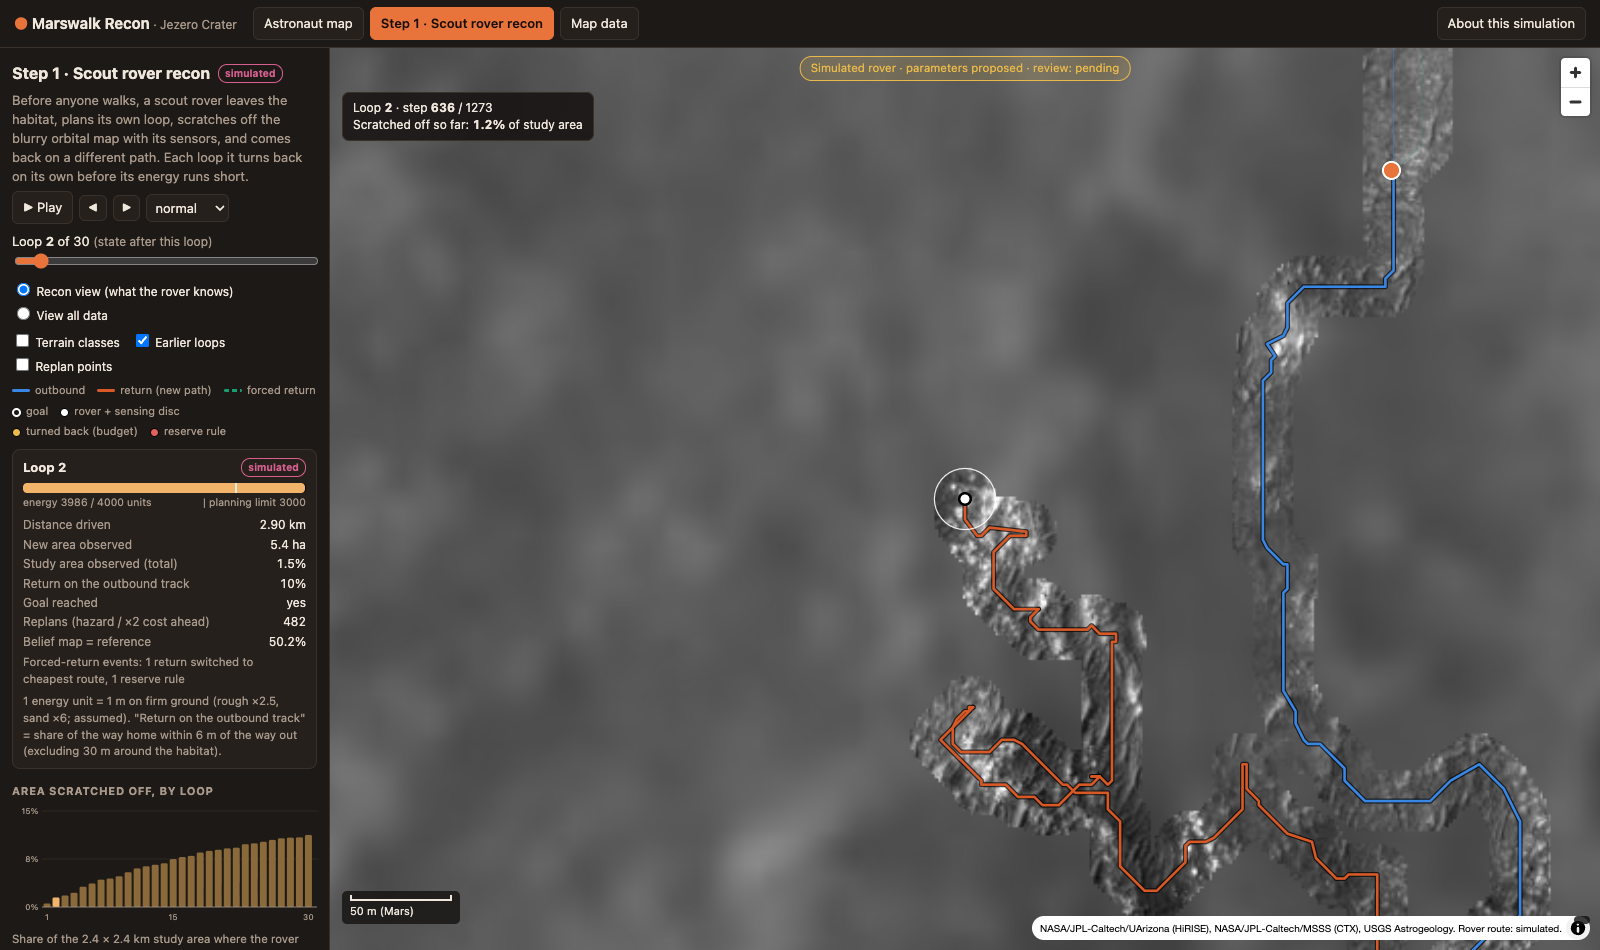 Marswalk Recon · Jezero Crater
Astronaut map
Step 1 · Scout rover recon
Map data
About this simulation
Step 1 · Scout rover recon
simulated
Before anyone walks, a scout rover leaves the
habitat, plans its own loop, scratches off the
blurry orbital map with its sensors, and comes
back on a different path. Each loop it turns back
on its own before its energy runs short.
Play
normal
Loop 2 of 30 (state after this loop)
Recon view (what the rover knows)
View all data
Terrain classes
Earlier loops
Replan points
outbound
return (new path)
forced return
goal
rover + sensing disc
turned back (budget)
reserve rule
Loop 2
simulated
energy 3986 / 4000 units
| planning limit 3000
Distance driven 2.90 km
New area observed 5.4 ha
Study area observed (total) 1.5%
Return on the outbound track 10%
Goal reached yes
Replans (hazard / ×2 cost ahead) 482
Belief map = reference 50.2%
Forced-return events: 1 return switched to
cheapest route, 1 reserve rule
1 energy unit = 1 m on firm ground (rough ×2.5,
sand ×6; assumed). "Return on the outbound track"
= share of the way home within 6 m of the way out
(excluding 30 m around the habitat).
AREA SCRATCHED OFF, BY LOOP
15%
8%
0%
1
15
30
Share of the 2.4 × 2.4 km study area where the rover
Simulated rover · parameters proposed · review: pending
Loop 2 · step 636 / 1273
Scratched off so far: 1.2% of study area
+
−
50 m (Mars)
NASA/JPL-Caltech/UArizona (HiRISE), NASA/JPL-Caltech/MSSS (CTX), USGS Astrogeology. Rover route: simulated.